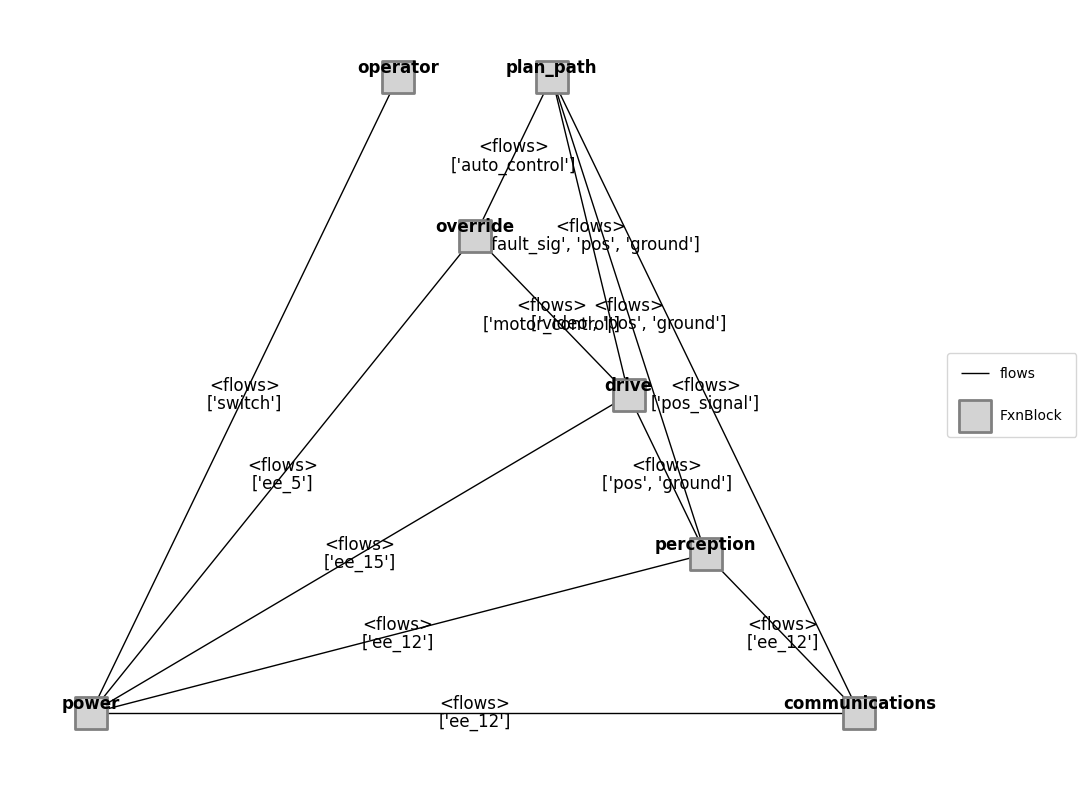 operator
plan_path
<flows>
['auto_control']
override
<flows>
fault_sig', 'pos', 'ground']
<flows>
['motor_control']
<flows>
['video', 'pos', 'ground']
drive
<flows>
['switch']
<flows>
['pos_signal']
flows
FxnBlock
<flows>
['ee_5']
<flows>
['pos', 'ground']
<flows>
['ee_15']
perception
<flows>
['ee_12']
<flows>
['ee_12']
power
<flows>
['ee_12']
communications